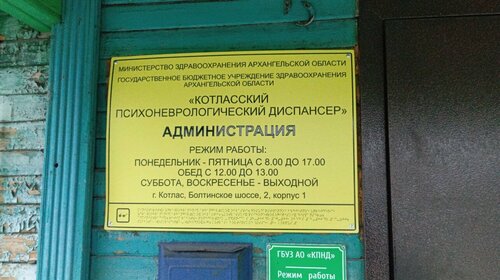 МИНИСТЕРСТВО ЗДРАВООХРАНЕНИЯ АРХАНГЕЛЬСКОЙ ОБЛАСТИ
ГОСУДАРСТВЕННОЕ БЮДЖЕТНОЕ УЧРЕЖДЕНИЕ ЗДРАВООХРАНЕНИЯ
АРХАНГЕЛЬСКОЙ ОБЛАСТИ
«КОТЛАССКИЙ
ПСИХОНЕВРОЛОГИЧЕСКИЙ ДИСПАНСЕР»
АДМИНИСТРАЦИЯ
РЕЖИМ РАБОТЫ:
ПОНЕДЕЛЬНИК - ПЯТНИЦА С 8.00 ДО 17.00
ОБЕД С 12.00 ДО 13.00
СУББОТА, ВОСКРЕСЕНЬЕ - ВЫХОДНОЙ
г. Котлас, Болтинское шоссе, 2, корпус 1
ГБУЗ АО «КПНД»
Режим работы